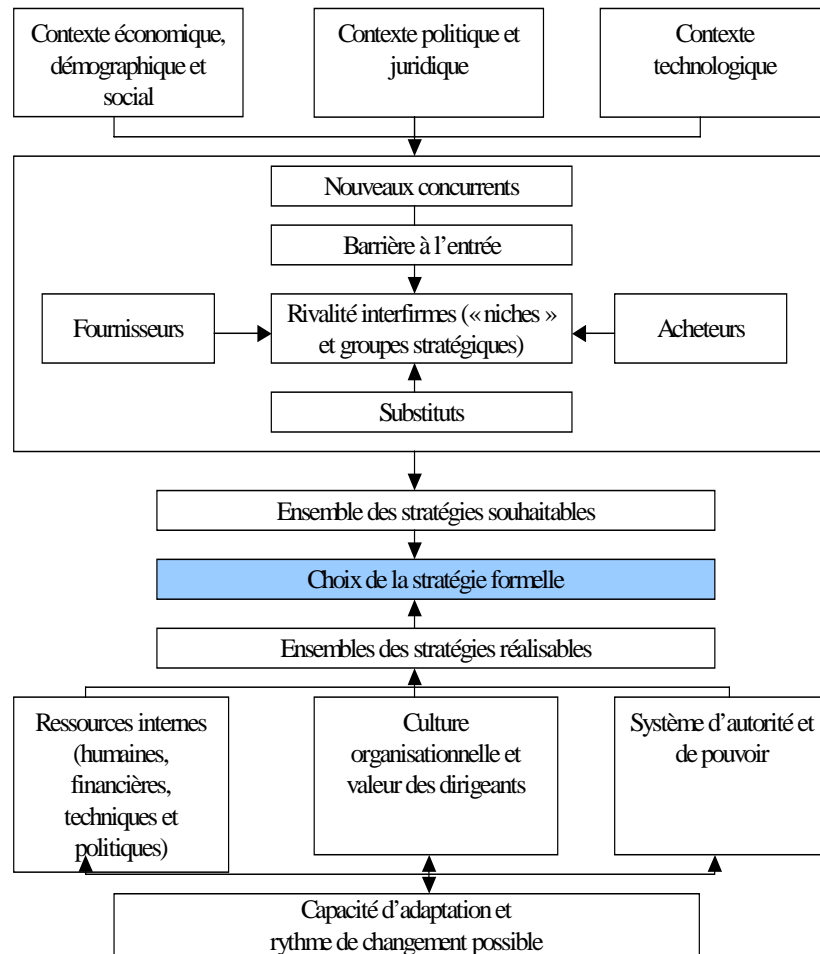 Contexte économique,
démographique et
social
Contexte politique et
juridique
Contexte
technologique
Nouveaux concurrents
Barrière à l’entrée
Fournisseurs
Rivalité interfirmes (« niches »
et groupes stratégiques)
Acheteurs
Substituts
Ensemble des stratégies souhaitables
Choix de la stratégie formelle
Ensembles des stratégies réalisables
Ressources internes
(humaines,
financières,
techniques et
politiques)
Culture
organisationnelle et
valeur des dirigeants
Système d’autorité et
de pouvoir
Capacité d’adaptation et
rythme de changement possible